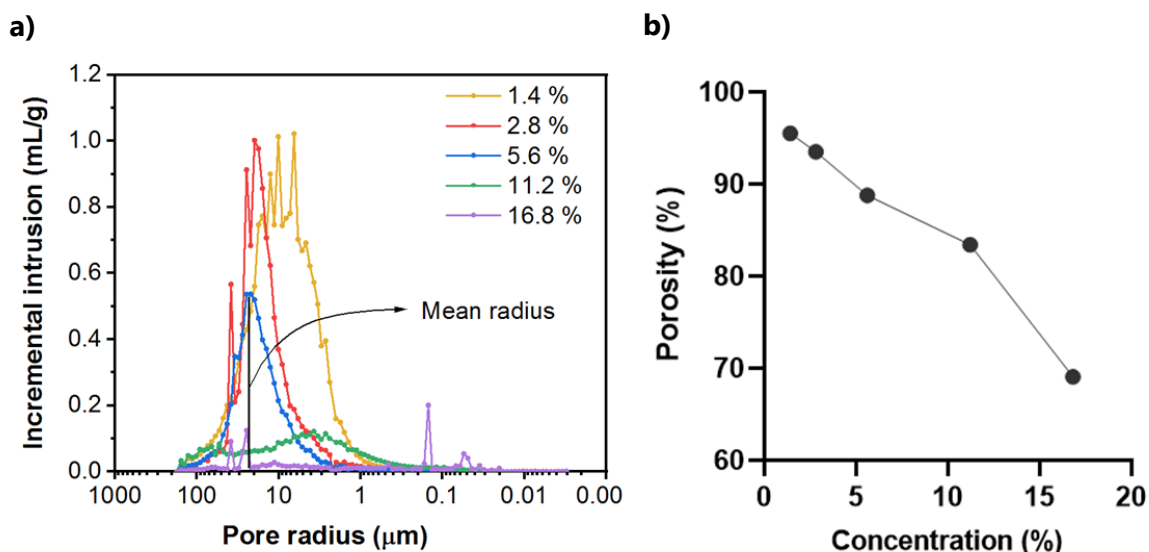 a)
1.2
1.0
0.8
0.6
0.4
0.2
0.0
Incremental intrusion (mL/g)
1.4 %
2.8 %
5.6 %
11.2 %
16.8 %
Mean radius
1000 100 10 1 0.1 0.01 0.00
Pore radius (μm)
b)
100
90
80
70
60
Porosity (%)
0 5 10 15 20
Concentration (%)